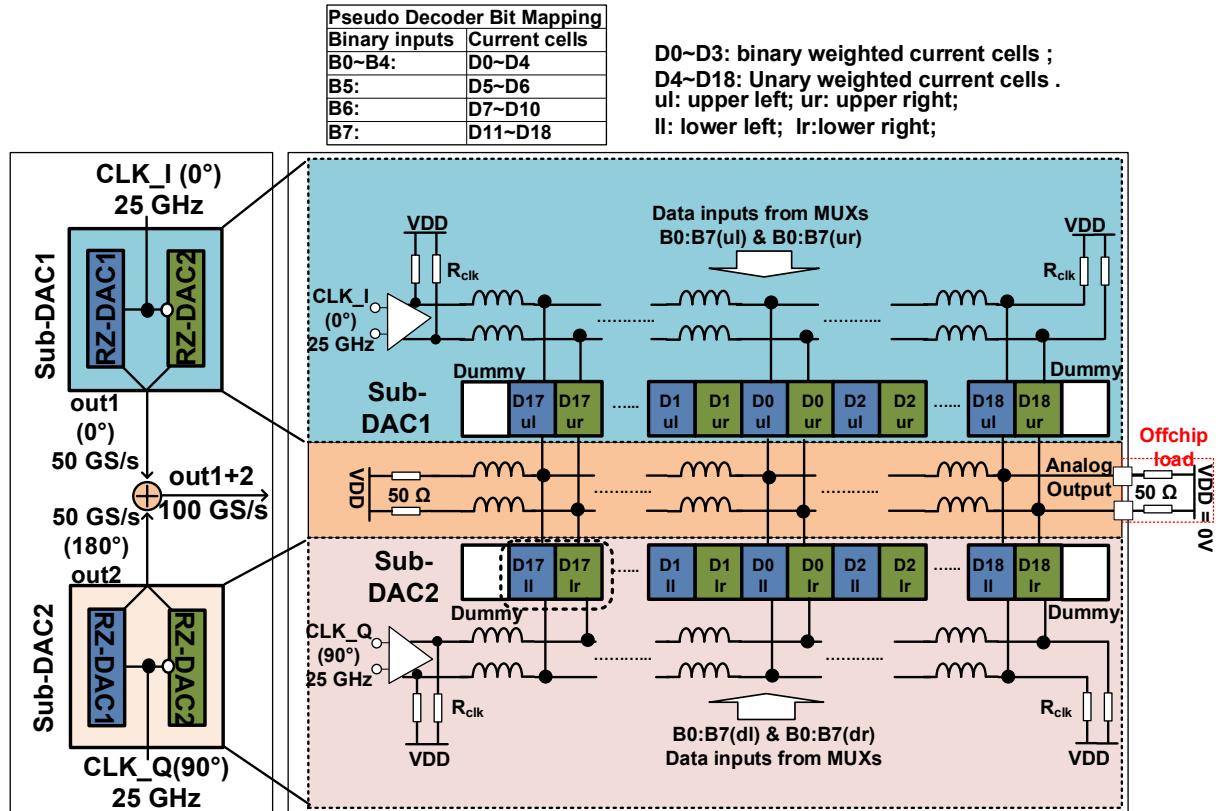 Pseudo Decoder Bit Mapping
Binary inputs Current cells
B0~B4: D0~D4
B5: D5~D6
B6: D7~D10
B7: D11~D18
D0~D3: binary weighted current cells ;
D4~D18: Unary weighted current cells .
ul: upper left; ur: upper right;
ll: lower left; lr:lower right;
CLK_I (0°)
25 GHz
Sub-DAC1
RZ-DAC1
RZ-DAC2
out1
(0°)
50 GS/s
out1+2
100 GS/s
50 GS/s
(180°)
out2
Sub-DAC2
RZ-DAC1
RZ-DAC2
CLK_Q(90°)
25 GHz
Data inputs from MUXs
B0:B7(ul) & B0:B7(ur)
VDD
Rclk
CLK_I
(0°)
25 GHz
VDD
Rclk
............
............
Dummy
Sub-
DAC1
D17 ul
D17 ur
......
D1 ul
D1 ur
D0 ul
D0 ur
D2 ul
D2 ur
......
D18 ul
D18 ur
Dummy
VDD
50 Ω
............
............
Analog
Output
Offchip
load
50 Ω
VDD = 0V
Sub-
DAC2
Dummy
D17 ll
D17 lr
......
D1 ll
D1 lr
D0 ll
D0 lr
D2 ll
D2 lr
......
D18 ll
D18 lr
Dummy
CLK_Q
(90°)
25 GHz
............
............
Rclk
VDD
Rclk
VDD
B0:B7(dl) & B0:B7(dr)
Data inputs from MUXs